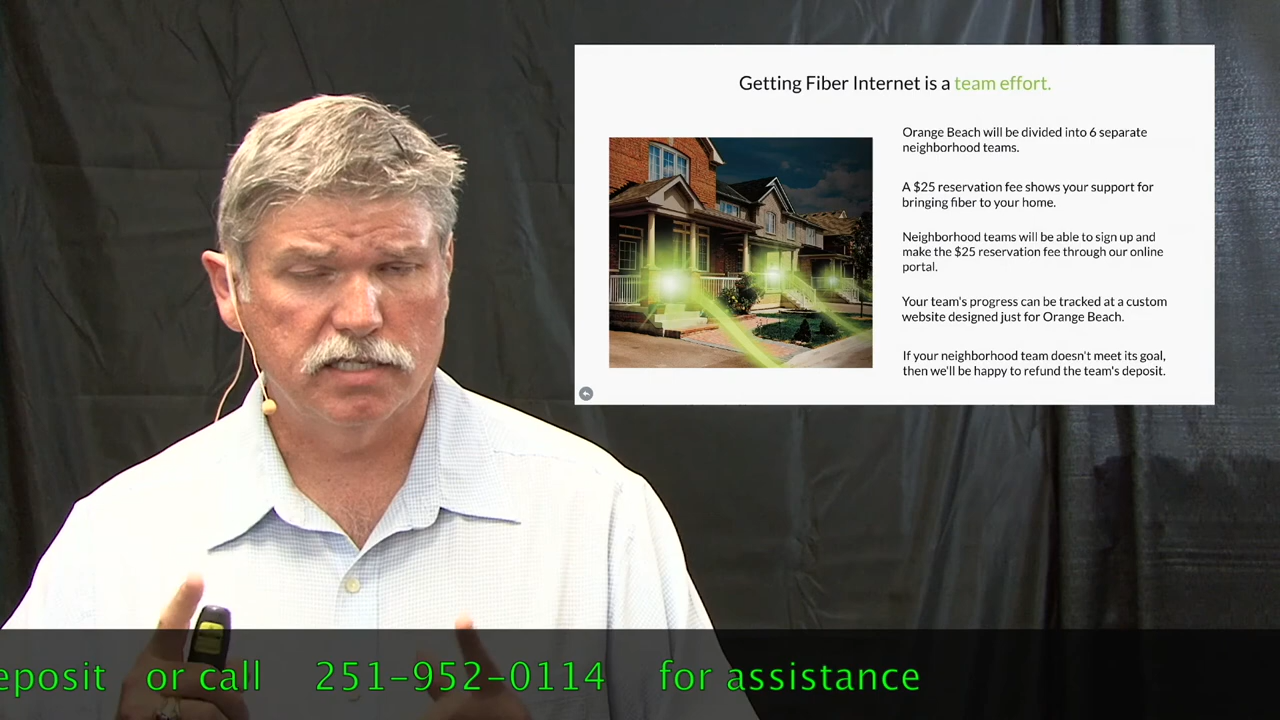 Getting Fiber Internet is a team effort.
Orange Beach will be divided into 6 separate
neighborhood teams.
A $25 reservation fee shows your support for
bringing fiber to your home.
Neighborhood teams will be able to sign up and
make the $25 reservation fee through our online
portal.
Your team's progress can be tracked at a custom
website designed just for Orange Beach.
If your neighborhood team doesn't meet its goal,
then we'll be happy to refund the team's deposit.
eposit or call 251-952-0114 for assistance